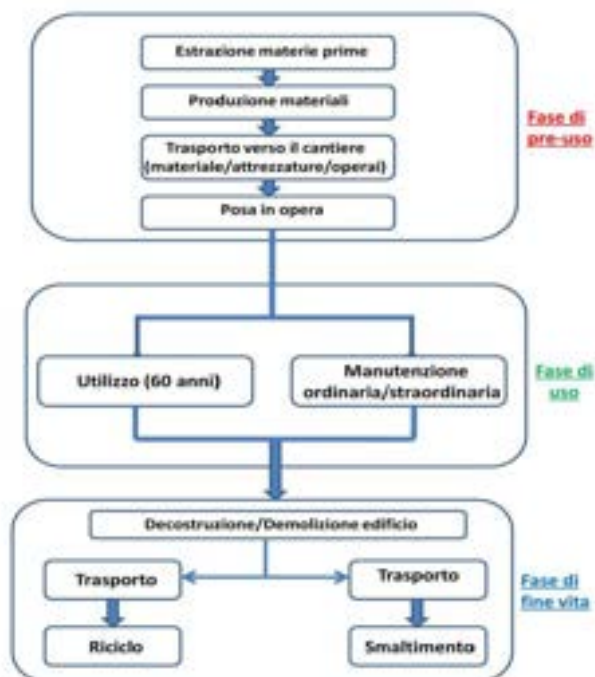 Estrazione materie prime
Produzione materiali
Trasporto verso il cantiere
(materiale/attrezzature/operai)
Posa in opera
Fase di
pre-uso
Utilizzo (60 anni)
Manutenzione
ordinaria/straordinaria
Fase di
uso
Decostruzione/Demolizione edificio
Trasporto
Trasporto
Riciclo
Smaltimento
Fase di
fine vita